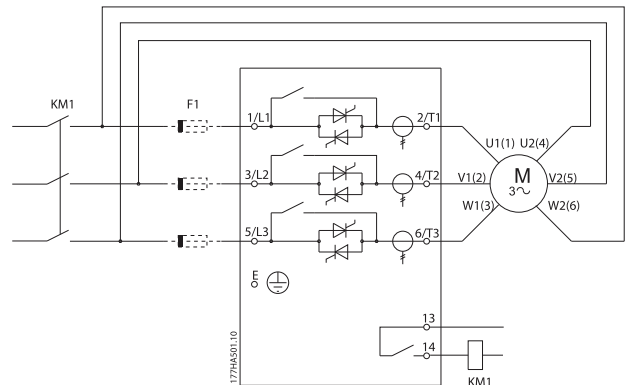 KM1
F1
1/L1
2/T1
U1(1)
U2(4)
3/L2
4/T2
V1(2)
M
3~
V2(5)
W1(3)
W2(6)
5/L3
6/T3
E
13
14
KM1
177HA501.10